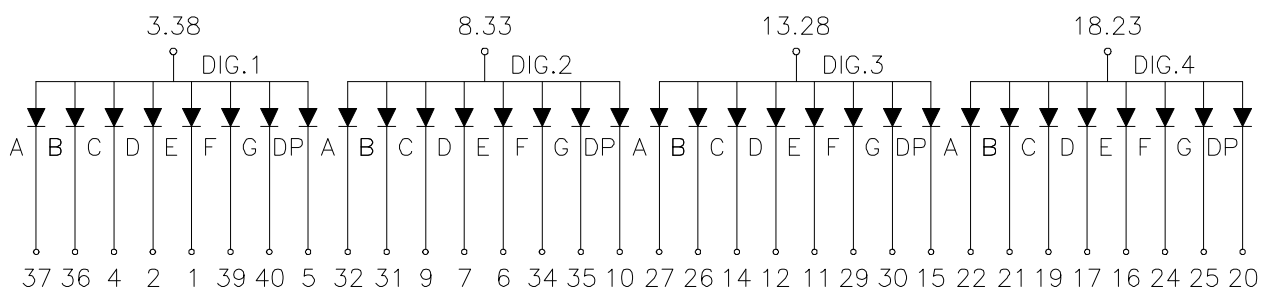 3.38 8.33 13.28 18.23
DIG.1 DIG.2 DIG.3 DIG.4
A B C D E F G DP A B C D E F G DP A B C D E F G DP A B C D E F G DP
37 36 4 2 1 39 40 5 32 31 9 7 6 34 35 10 27 26 14 12 11 29 30 15 22 21 19 17 16 24 25 20